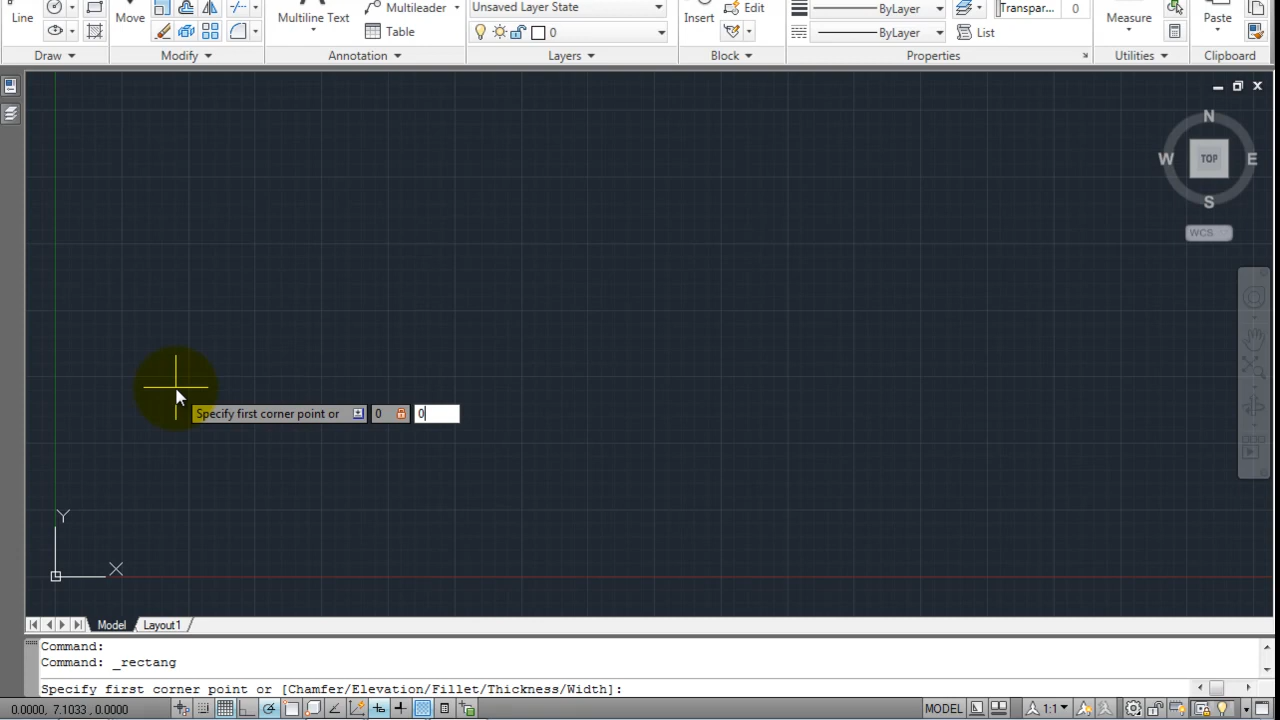 Line
Move
Multiline Text
Multileader
Table
Unsaved Layer State
0
Insert
Edit
ByLayer
ByLayer
Transpar... 0
List
Measure
Paste
Draw
Modify
Annotation
Layers
Block
Properties
Utilities
Clipboard
N
W TOP E
S
WCS
Specify first corner point or 0 0
Y
X
Model Layout1
Command:
Command: _rectang
Specify first corner point or [Chamfer/Elevation/Fillet/Thickness/Width]:
0.0000, 7.1033, 0.0000 MODEL 1:1